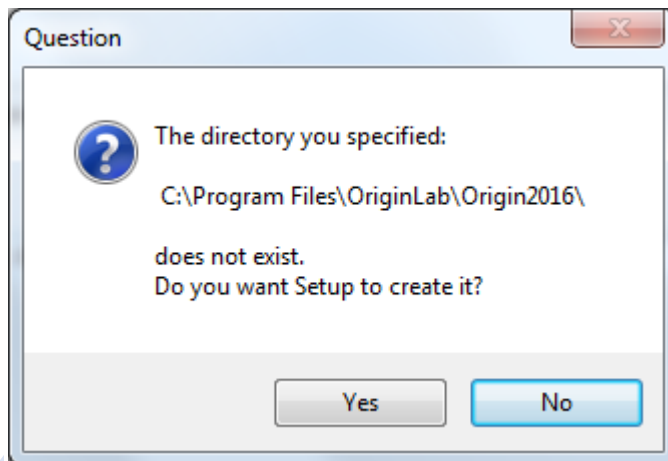 Question
The directory you specified:
C:\Program Files\OriginLab\Origin2016\
does not exist.
Do you want Setup to create it?
Yes
No